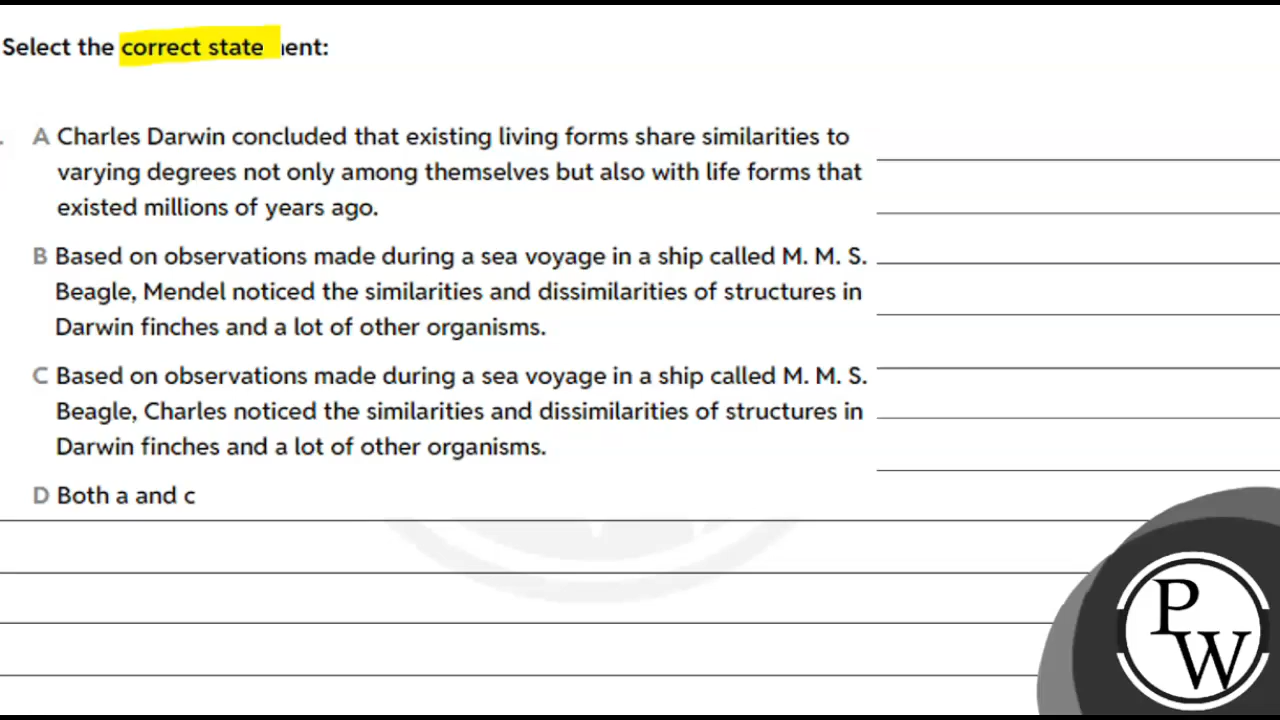 Select the correct state ent:
A Charles Darwin concluded that existing living forms share similarities to
varying degrees not only among themselves but also with life forms that
existed millions of years ago.
B Based on observations made during a sea voyage in a ship called M. M. S.
Beagle, Mendel noticed the similarities and dissimilarities of structures in
Darwin finches and a lot of other organisms.
C Based on observations made during a sea voyage in a ship called M. M. S.
Beagle, Charles noticed the similarities and dissimilarities of structures in
Darwin finches and a lot of other organisms.
D Both a and c
P
W